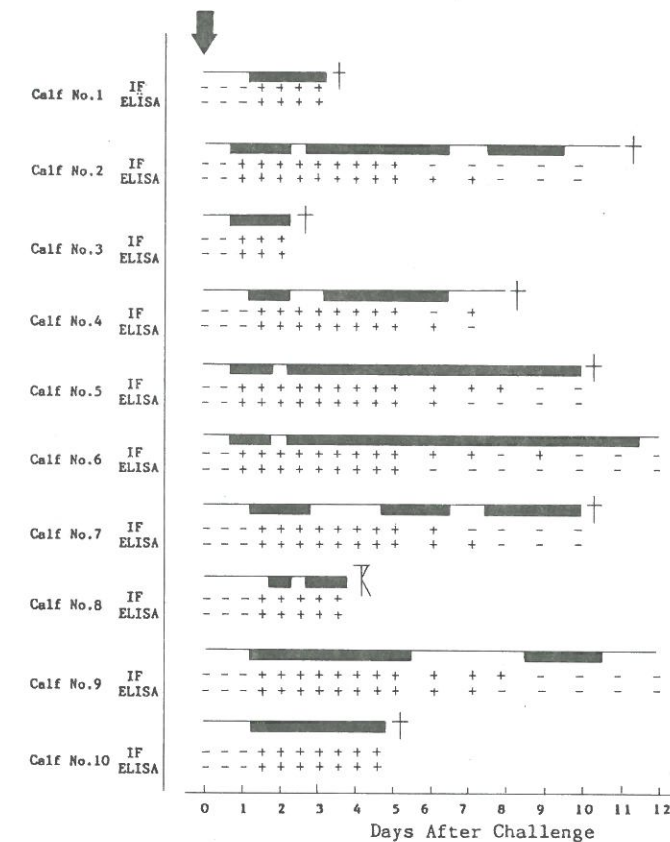 Calf No.1
IF - - - + + + +
ELISA - - - + + + +
Calf No.2
IF - - + + + + + + + + + - - - - -
ELISA - - + + + + + + + + + + + - - -
Calf No.3
IF - - + + +
ELISA - - + + +
Calf No.4
IF - - - + + + + + + + + - +
ELISA - - - + + + + + + + + - -
Calf No.5
IF - - + + + + + + + + + + + + - -
ELISA - - + + + + + + + + + + + - - -
Calf No.6
IF - - + + + + + + + + + - + - + - - -
ELISA - - + + + + + + + + + - - - - - - -
Calf No.7
IF - - - + + + + + + + + + - - - -
ELISA - - - + + + + + + + + + + - - -
Calf No.8
IF - - - + + + + +
ELISA - - - + + + + +
K
Calf No.9
IF - - - + + + + + + + + + + + - - - -
ELISA - - - + + + + + + + + + + - - - - -
Calf No.10
IF - - - + + + + + + +
ELISA - - - + + + + + + +
0 1 2 3 4 5 6 7 8 9 10 11 12
Days After Challenge